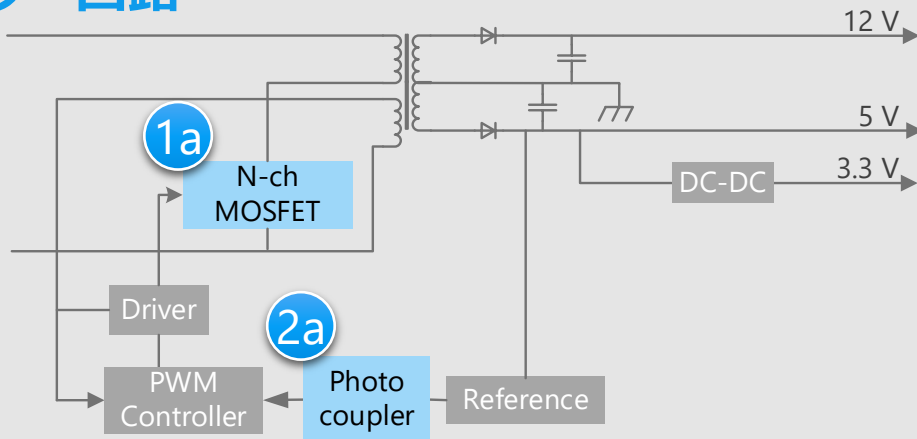 回路
12 V
1a
5 V
N-ch
MOSFET
DC-DC
3.3 V
Driver
2a
PWM
Controller
Photo
coupler
Reference